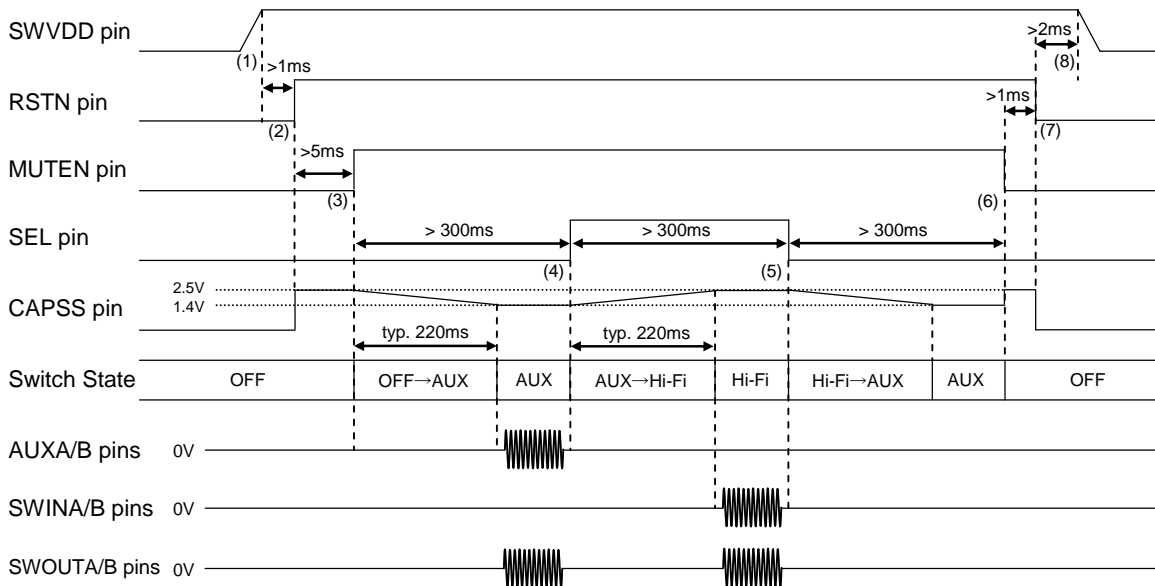 SWVDD pin
(1)
>1ms
>2ms
(8)
RSTN pin
(2)
>1ms
(7)
MUTEN pin
>5ms
(3)
(6)
SEL pin
> 300ms
> 300ms
> 300ms
(4)
(5)
CAPSS pin
2.5V
1.4V
typ. 220ms
typ. 220ms
Switch State
OFF
OFF→AUX
AUX
AUX→Hi-Fi
Hi-Fi
Hi-Fi→AUX
AUX
OFF
AUXA/B pins
0V
SWINA/B pins
0V
SWOUTA/B pins
0V